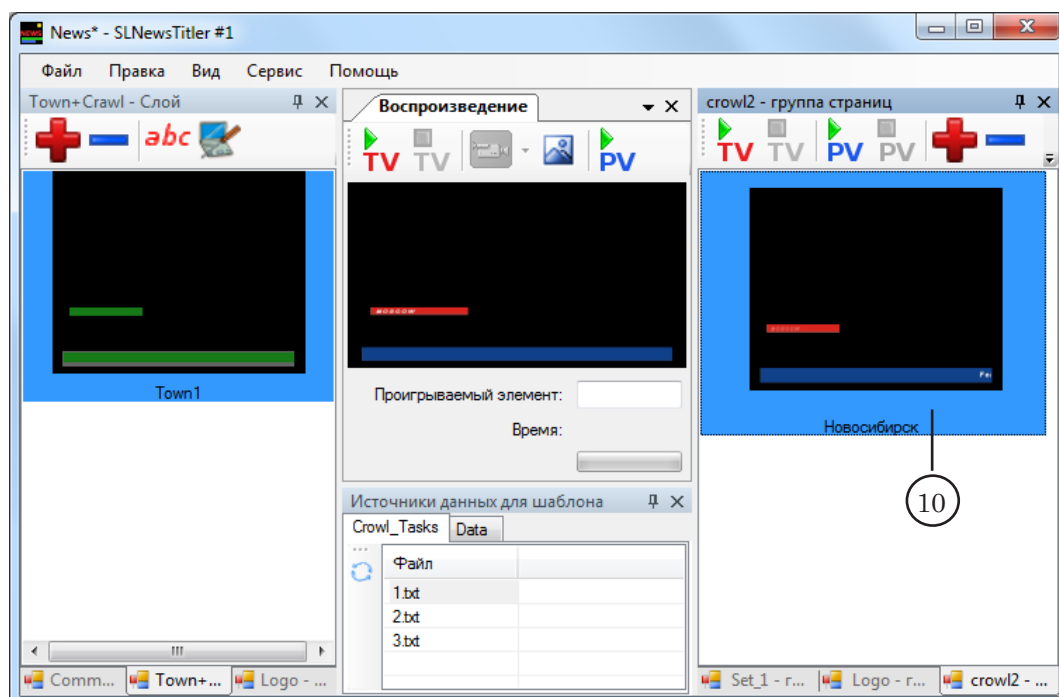 News* - SLNewsTitler #1
Файл Правка Вид Сервис Помощь
Town+Crawl - Слой
abc
Town1
Comm... Town+... Logo - ...
Воспроизведение
TV TV PV
MOSCOW
Проигрываемый элемент:
Время:
Источники данных для шаблона
Crowl_Tasks Data
Файл
1.txt
2.txt
3.txt
crowl2 - группа страниц
TV TV PV PV
MOSCOW
Новосибирск
10
Set_1 - г... Logo - г... crowl2 - ...